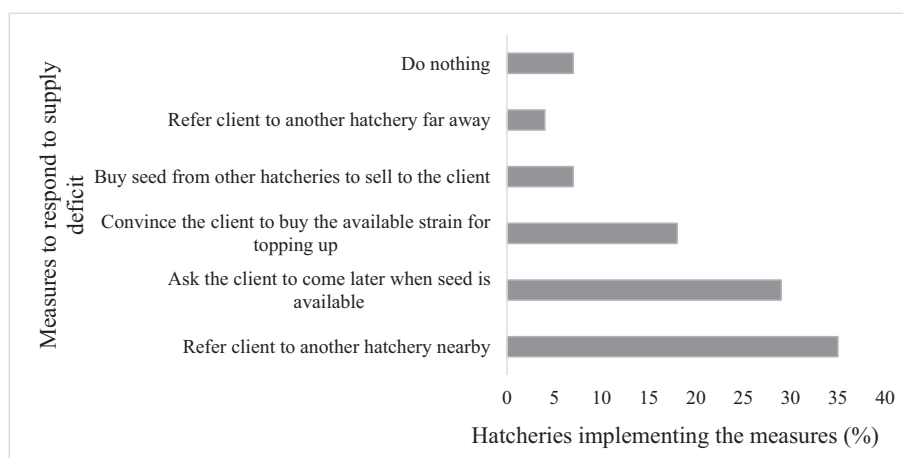 Measures to respond to supply
deficit
Do nothing
Refer client to another hatchery far away
Buy seed from other hatcheries to sell to the client
Convince the client to buy the available strain for
topping up
Ask the client to come later when seed is
available
Refer client to another hatchery nearby
0 5 10 15 20 25 30 35 40
Hatcheries implementing the measures (%)